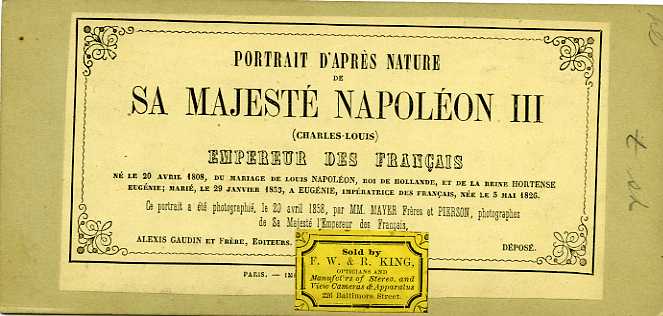 PORTRAIT D'APRÈS NATURE
DE
SA MAJESTÉ NAPOLÉON III
(CHARLES-LOUIS)
EMPEREUR DES FRANÇAIS
NÉ LE 20 AVRIL 1808, DU MARIAGE DE LOUIS NAPOLÉON, ROI DE HOLLANDE, ET DE LA REINE HORTENSE
EUGÉNIE; MARIÉ, LE 29 JANVIER 1853, A EUGÉNIE, IMPÉRATRICE DES FRANÇAIS, NÉE LE 5 MAI 1826.
Ce portrait a été photographié, le 20 avril 1858, par MM. MAYER Frères et PIERSON, photographes
de Sa Majesté l'Empereur des Français,
ALEXIS GAUDIN ET FRÈRE, EDITEURS.
DÉPOSÉ.
PARIS. —
Sold by
F. W. & R. KING,
OPTICIANS AND
Manufct'rs of Stereo. and
View Cameras & Apparatus
226 Baltimore Street.